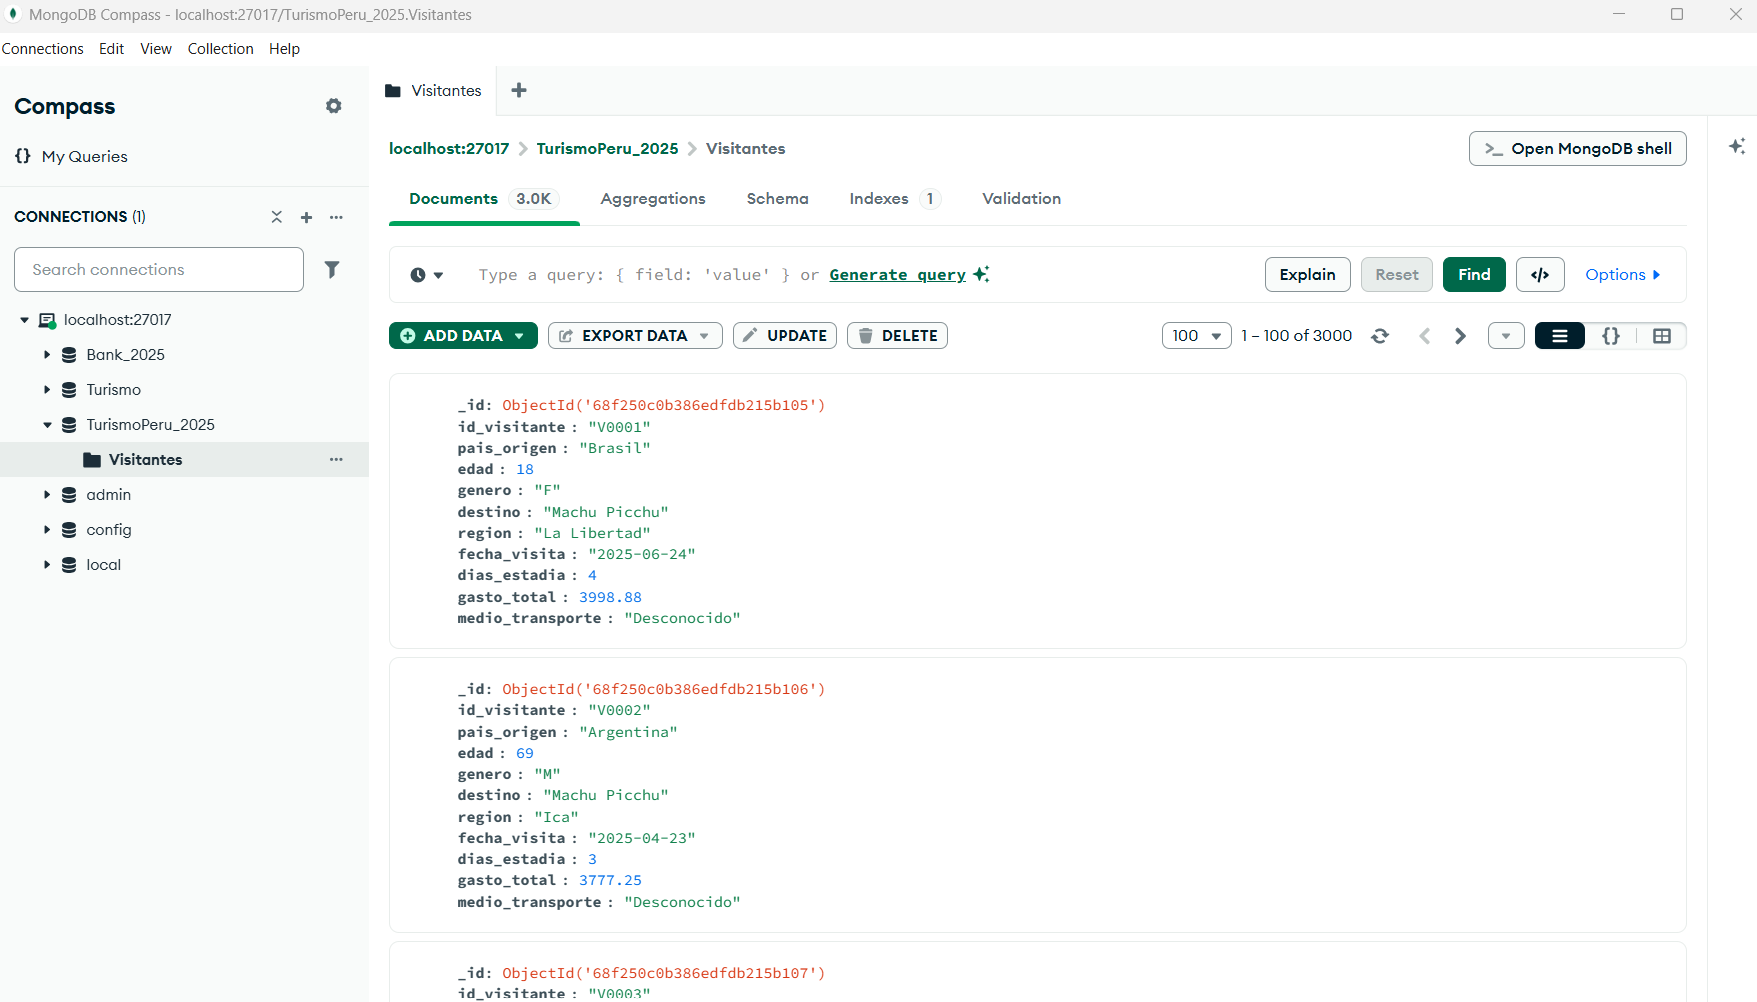 MongoDB Compass - localhost:27017/TurismoPeru_2025.Visitantes
Connections Edit View Collection Help
Compass
{} My Queries
CONNECTIONS (1)
Search connections
localhost:27017
Bank_2025
Turismo
TurismoPeru_2025
Visitantes
admin
config
local
Visitantes
localhost:27017 > TurismoPeru_2025 > Visitantes
>_ Open MongoDB shell
Documents 3.0K Aggregations Schema Indexes 1 Validation
Type a query: { field: 'value' } or Generate query
Explain Reset Find </> Options
ADD DATA EXPORT DATA UPDATE DELETE
100 1 – 100 of 3000 {}
_id: ObjectId('68f250c0b386edfdb215b105')
id_visitante : "V0001"
pais_origen : "Brasil"
edad : 18
genero : "F"
destino : "Machu Picchu"
region : "La Libertad"
fecha_visita : "2025-06-24"
dias_estadia : 4
gasto_total : 3998.88
medio_transporte : "Desconocido"
_id: ObjectId('68f250c0b386edfdb215b106')
id_visitante : "V0002"
pais_origen : "Argentina"
edad : 69
genero : "M"
destino : "Machu Picchu"
region : "Ica"
fecha_visita : "2025-04-23"
dias_estadia : 3
gasto_total : 3777.25
medio_transporte : "Desconocido"
_id: ObjectId('68f250c0b386edfdb215b107')
id_visitante : "V0003"